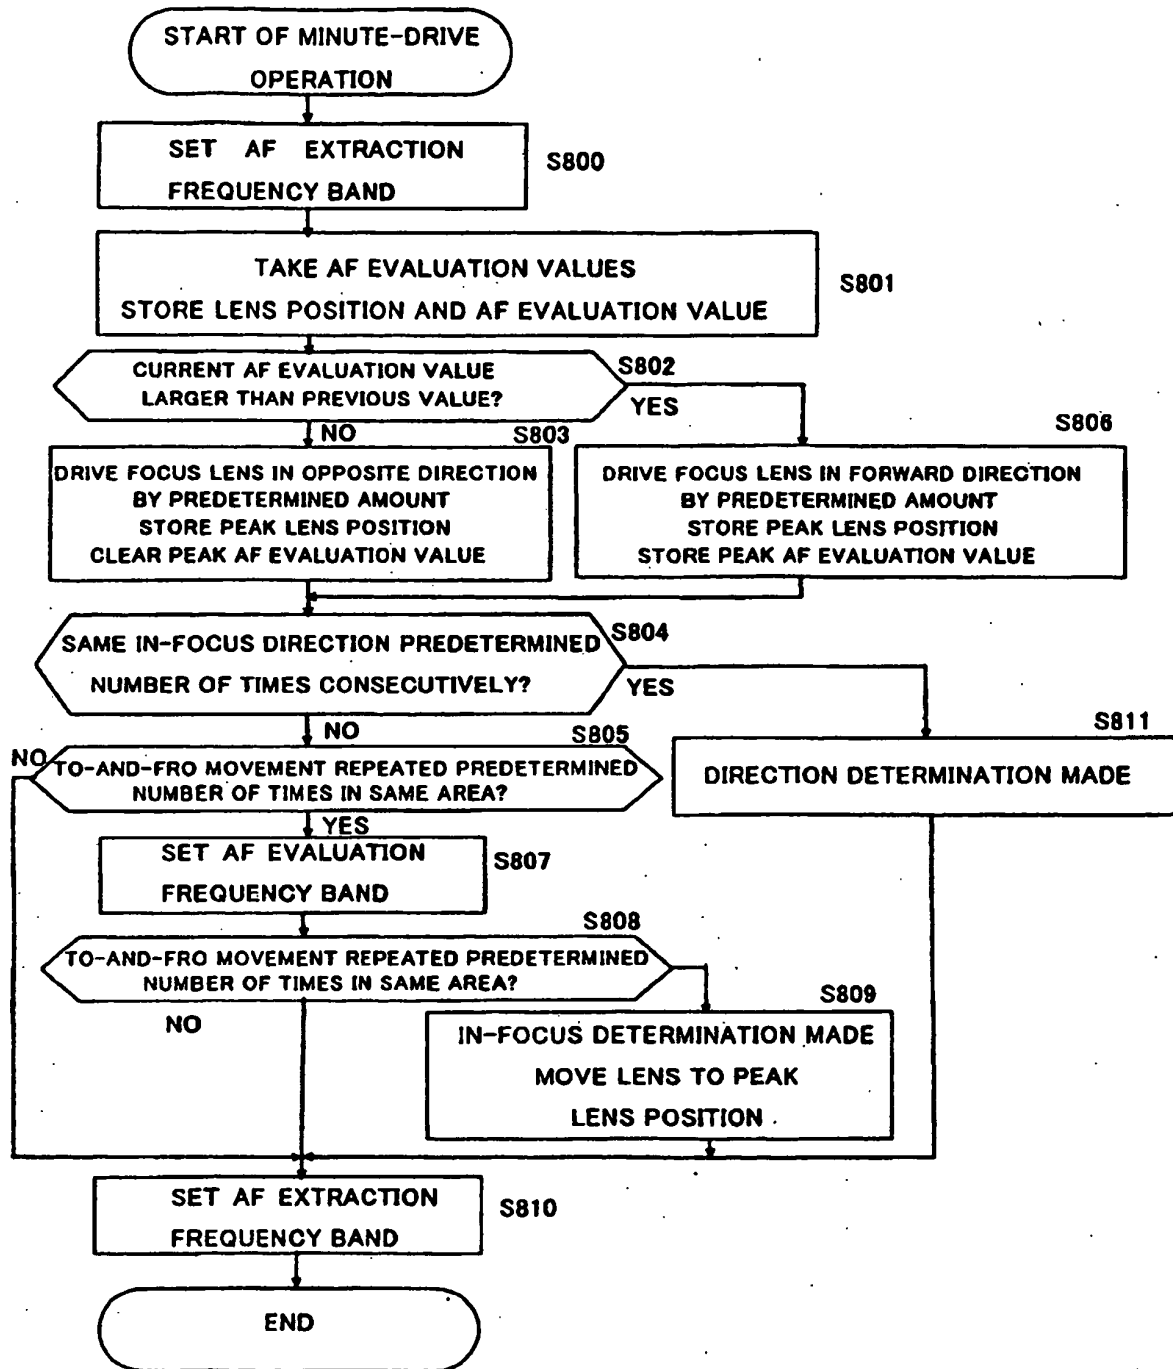 START OF MINUTE-DRIVE
OPERATION
SET AF EXTRACTION
FREQUENCY BAND
S800
TAKE AF EVALUATION VALUES
STORE LENS POSITION AND AF EVALUATION VALUE
S801
CURRENT AF EVALUATION VALUE
LARGER THAN PREVIOUS VALUE?
S802
YES
NO
S803
DRIVE FOCUS LENS IN OPPOSITE DIRECTION
BY PREDETERMINED AMOUNT
STORE PEAK LENS POSITION
CLEAR PEAK AF EVALUATION VALUE
S806
DRIVE FOCUS LENS IN FORWARD DIRECTION
BY PREDETERMINED AMOUNT
STORE PEAK LENS POSITION
STORE PEAK AF EVALUATION VALUE
SAME IN-FOCUS DIRECTION PREDETERMINED
NUMBER OF TIMES CONSECUTIVELY?
S804
YES
NO
S811
DIRECTION DETERMINATION MADE
S805
NO
TO-AND-FRO MOVEMENT REPEATED PREDETERMINED
NUMBER OF TIMES IN SAME AREA?
YES
SET AF EVALUATION
FREQUENCY BAND
S807
S808
TO-AND-FRO MOVEMENT REPEATED PREDETERMINED
NUMBER OF TIMES IN SAME AREA?
NO
S809
IN-FOCUS DETERMINATION MADE
MOVE LENS TO PEAK
LENS POSITION
SET AF EXTRACTION
FREQUENCY BAND
S810
END